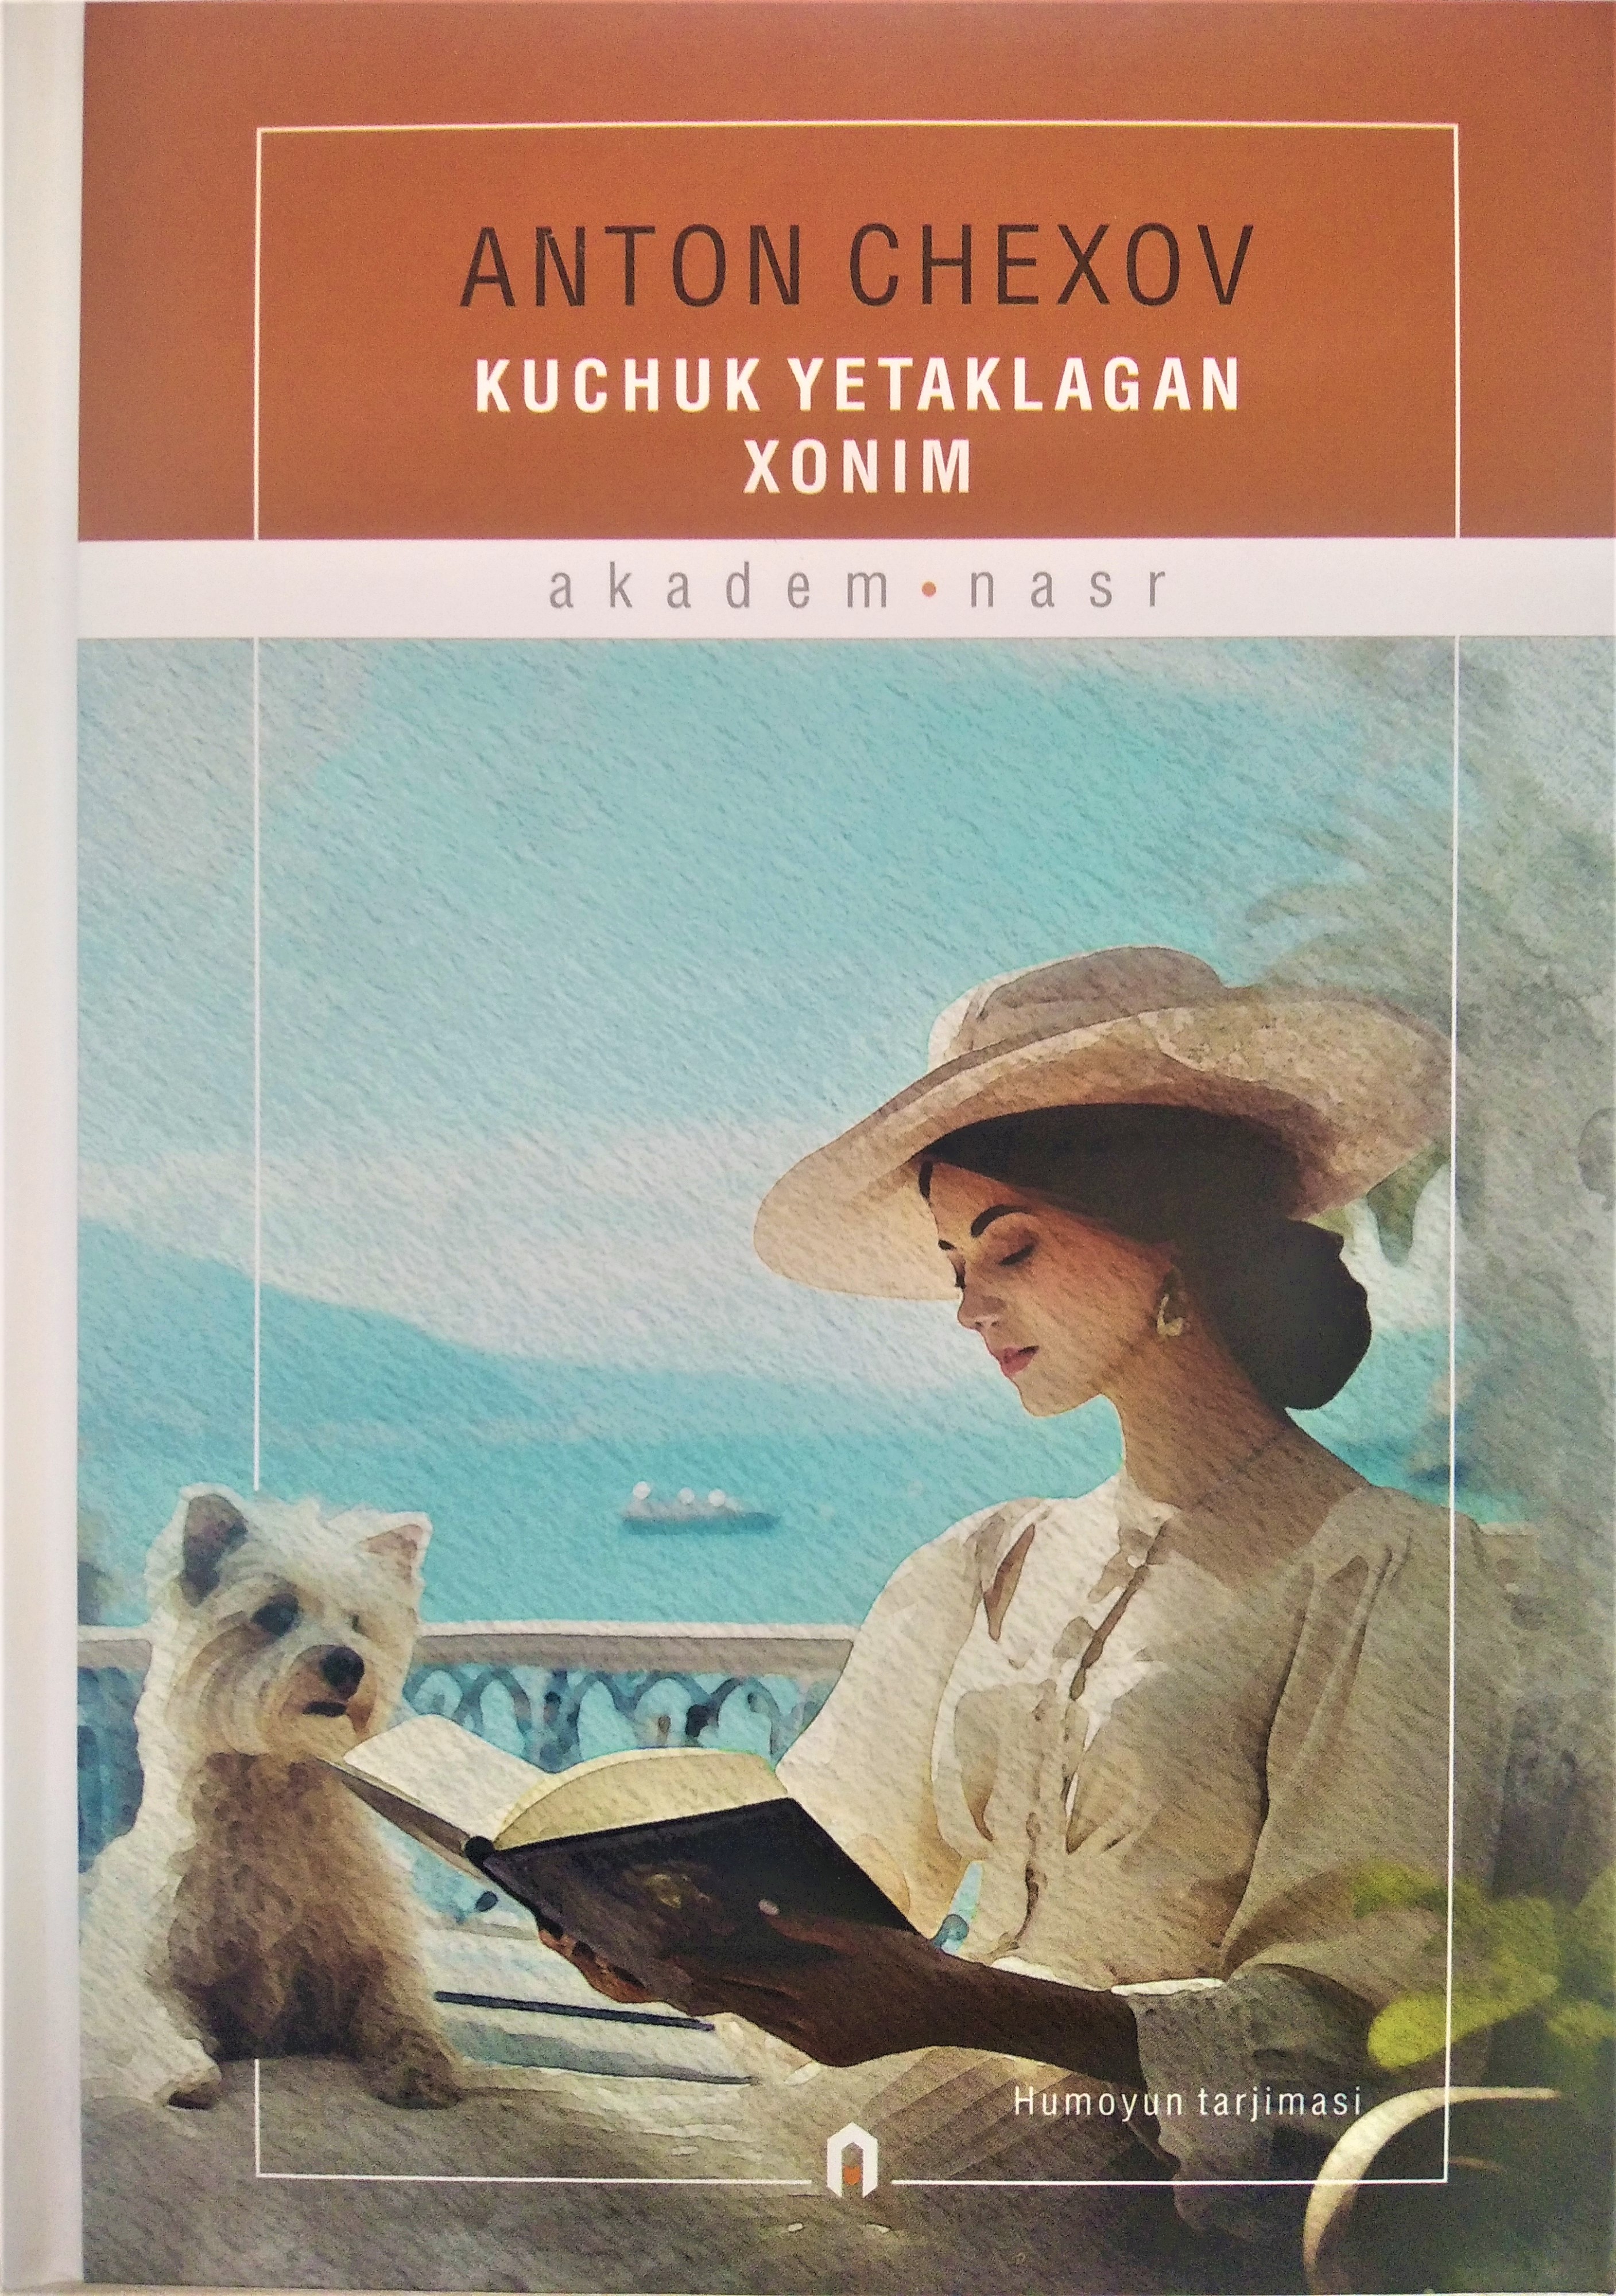 ANTON CHEXOV
KUCHUK YETAKLAGAN
XONIM
akadem•nasr
Humoyun tarjimasi